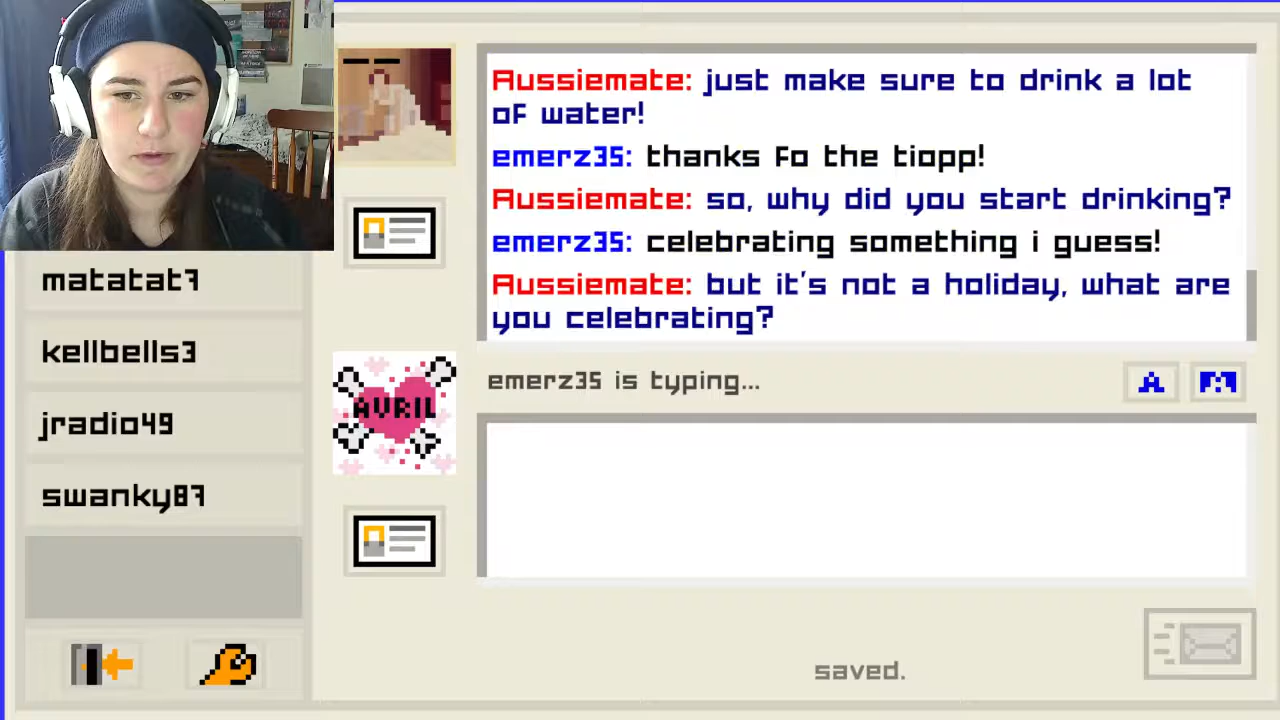 Aussiemate: just make sure to drink a lot
of water!
emerz35: thanks fo the tiopp!
Aussiemate: so, why did you start drinking?
emerz35: celebrating something i guess!
Aussiemate: but it's not a holiday, what are
you celebrating?
emerz35 is typing...
A
AVRIL
matatat7
kellbells3
jradio49
swanky87
saved.